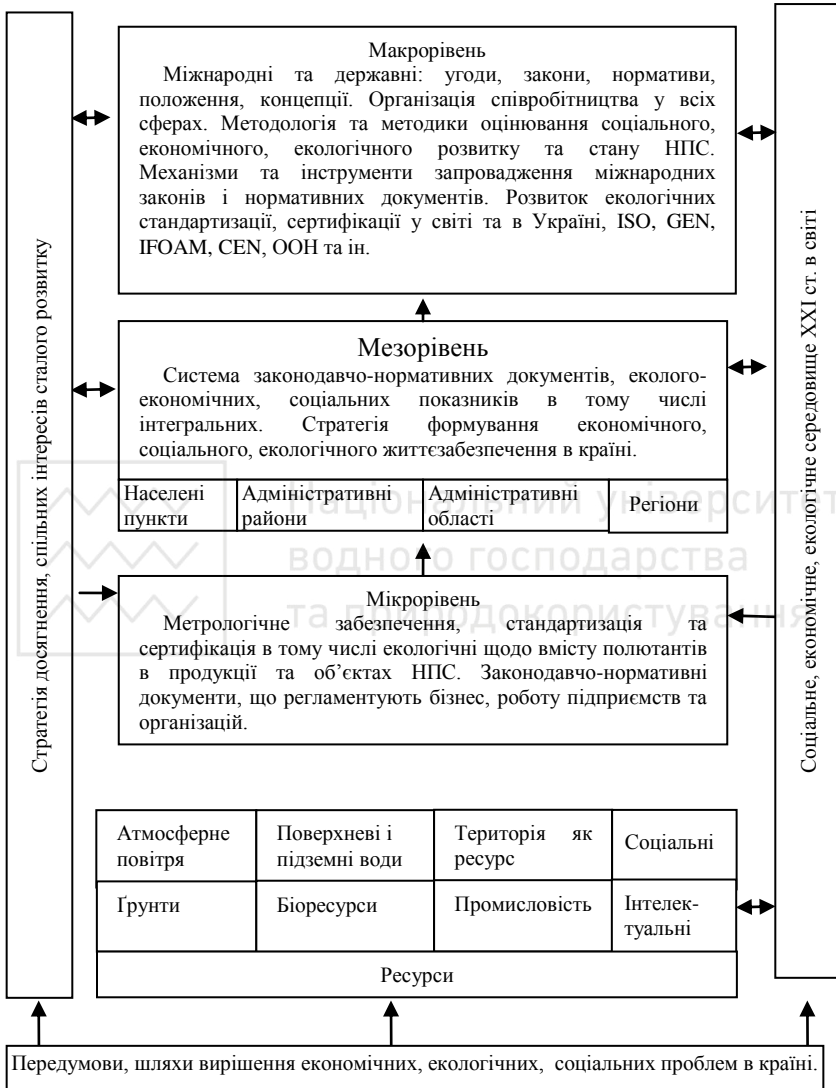 Макрорівень
Міжнародні та державні: угоди, закони, нормативи,
положення, концепції. Організація співробітництва у всіх
сферах. Методологія та методики оцінювання соціального,
економічного, екологічного розвитку та стану НПС.
Механізми та інструменти запровадження міжнародних
законів і нормативних документів. Розвиток екологічних
стандартизації, сертифікації у світі та в Україні, ISO, GEN,
IFOAM, CEN, ООН та ін.
Стратегія досягнення, спільних інтересів сталого розвитку
Соціальне, економічне, екологічне середовище XXI ст. в світі
Мезорівень
Система законодавчо-нормативних документів, еколого-
економічних, соціальних показників в тому числі
інтегральних. Стратегія формування економічного,
соціального, екологічного життєзабезпечення в країні.
Населені
пункти
Адміністративні
райони
Адміністративні
області
Регіони
Національний університет
водного господарства
та природокористування
Мікрорівень
Метрологічне забезпечення, стандартизація та
сертифікація в тому числі екологічні щодо вмісту полютантів
в продукції та об’єктах НПС. Законодавчо-нормативні
документи, що регламентують бізнес, роботу підприємств та
організацій.
Атмосферне
повітря
Поверхневі і
підземні води
Територія як
ресурс
Соціальні
Ґрунти
Біоресурси
Промисловість
Інтелек-
туальні
Ресурси
Передумови, шляхи вирішення економічних, екологічних, соціальних проблем в країні.